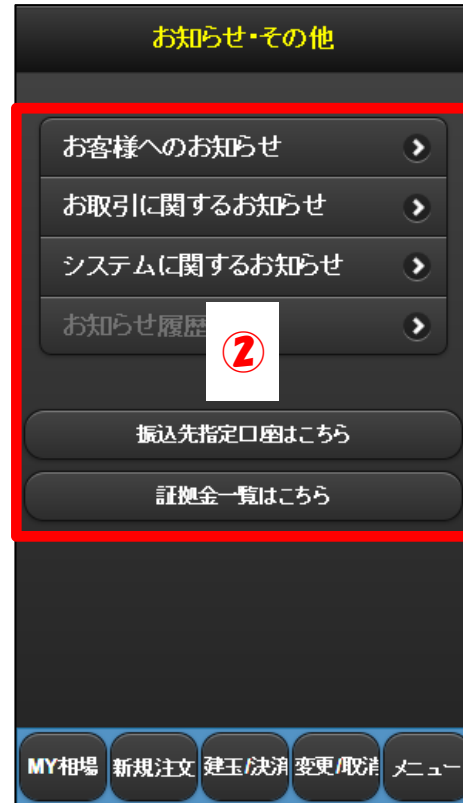 お知らせ・その他
お客様へのお知らせ
お取引に関するお知らせ
システムに関するお知らせ
お知らせ履歴
②
振込先指定口座はこちら
証拠金一覧はこちら
MY相場 新規注文 建玉/決済 変更/取消 メニュー